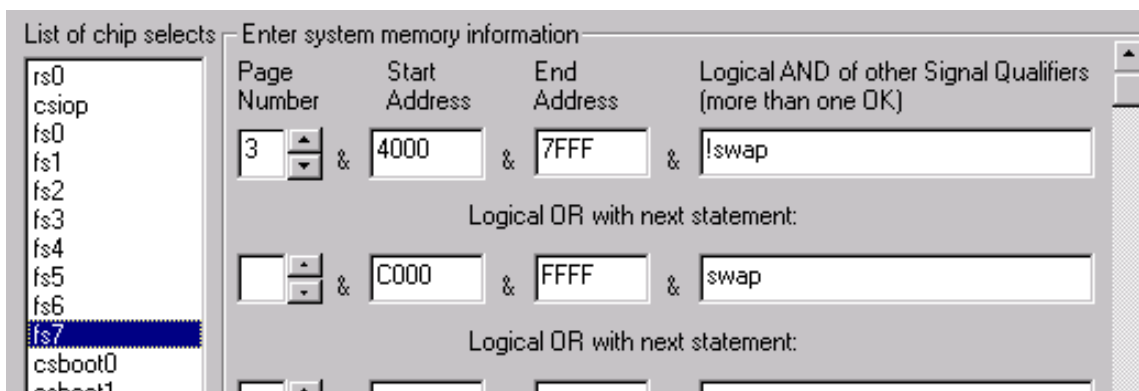 List of chip selects
Enter system memory information
rs0
csiop
fs0
fs1
fs2
fs3
fs4
fs5
fs6
fs7
csboot0
csboot1
Page Number
Start Address
End Address
Logical AND of other Signal Qualifiers
(more than one OK)
3 & 4000 & 7FFF & !swap
Logical OR with next statement:
& C000 & FFFF & swap
Logical OR with next statement: